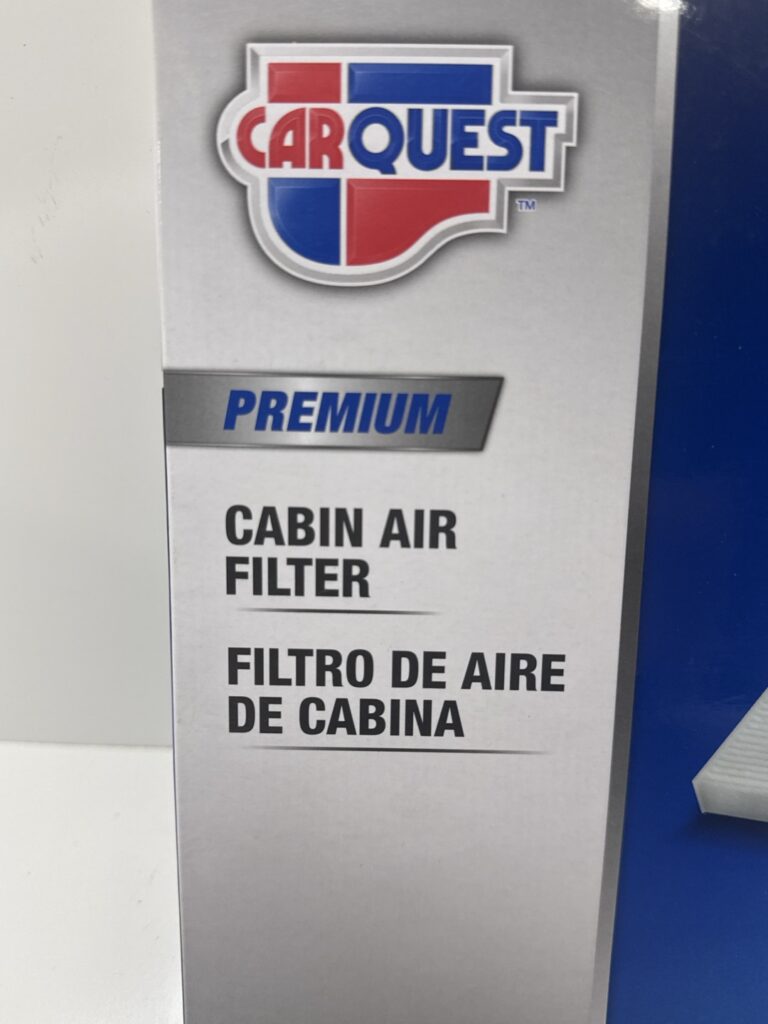 CARQUEST
TM
PREMIUM
CABIN AIR
FILTER
FILTRO DE AIRE
DE CABINA